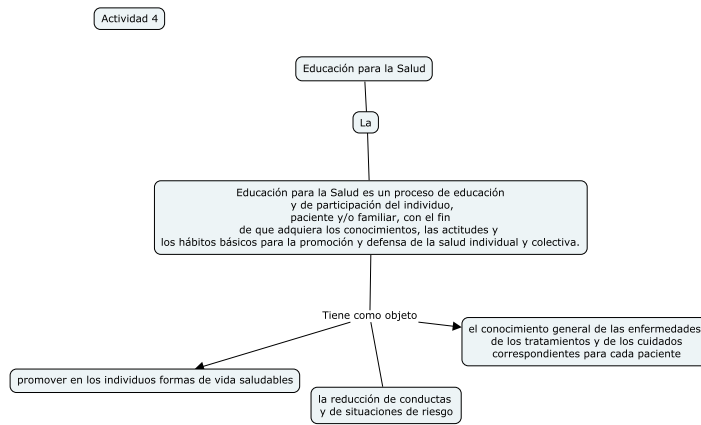 Actividad 4
Educación para la Salud
La
Educación para la Salud es un proceso de educación
y de participación del individuo,
paciente y/o familiar, con el fin
de que adquiera los conocimientos, las actitudes y
los hábitos básicos para la promoción y defensa de la salud individual y colectiva.
Tiene como objeto
el conocimiento general de las enfermedades
de los tratamientos y de los cuidados
correspondientes para cada paciente
promover en los individuos formas de vida saludables
la reducción de conductas
y de situaciones de riesgo